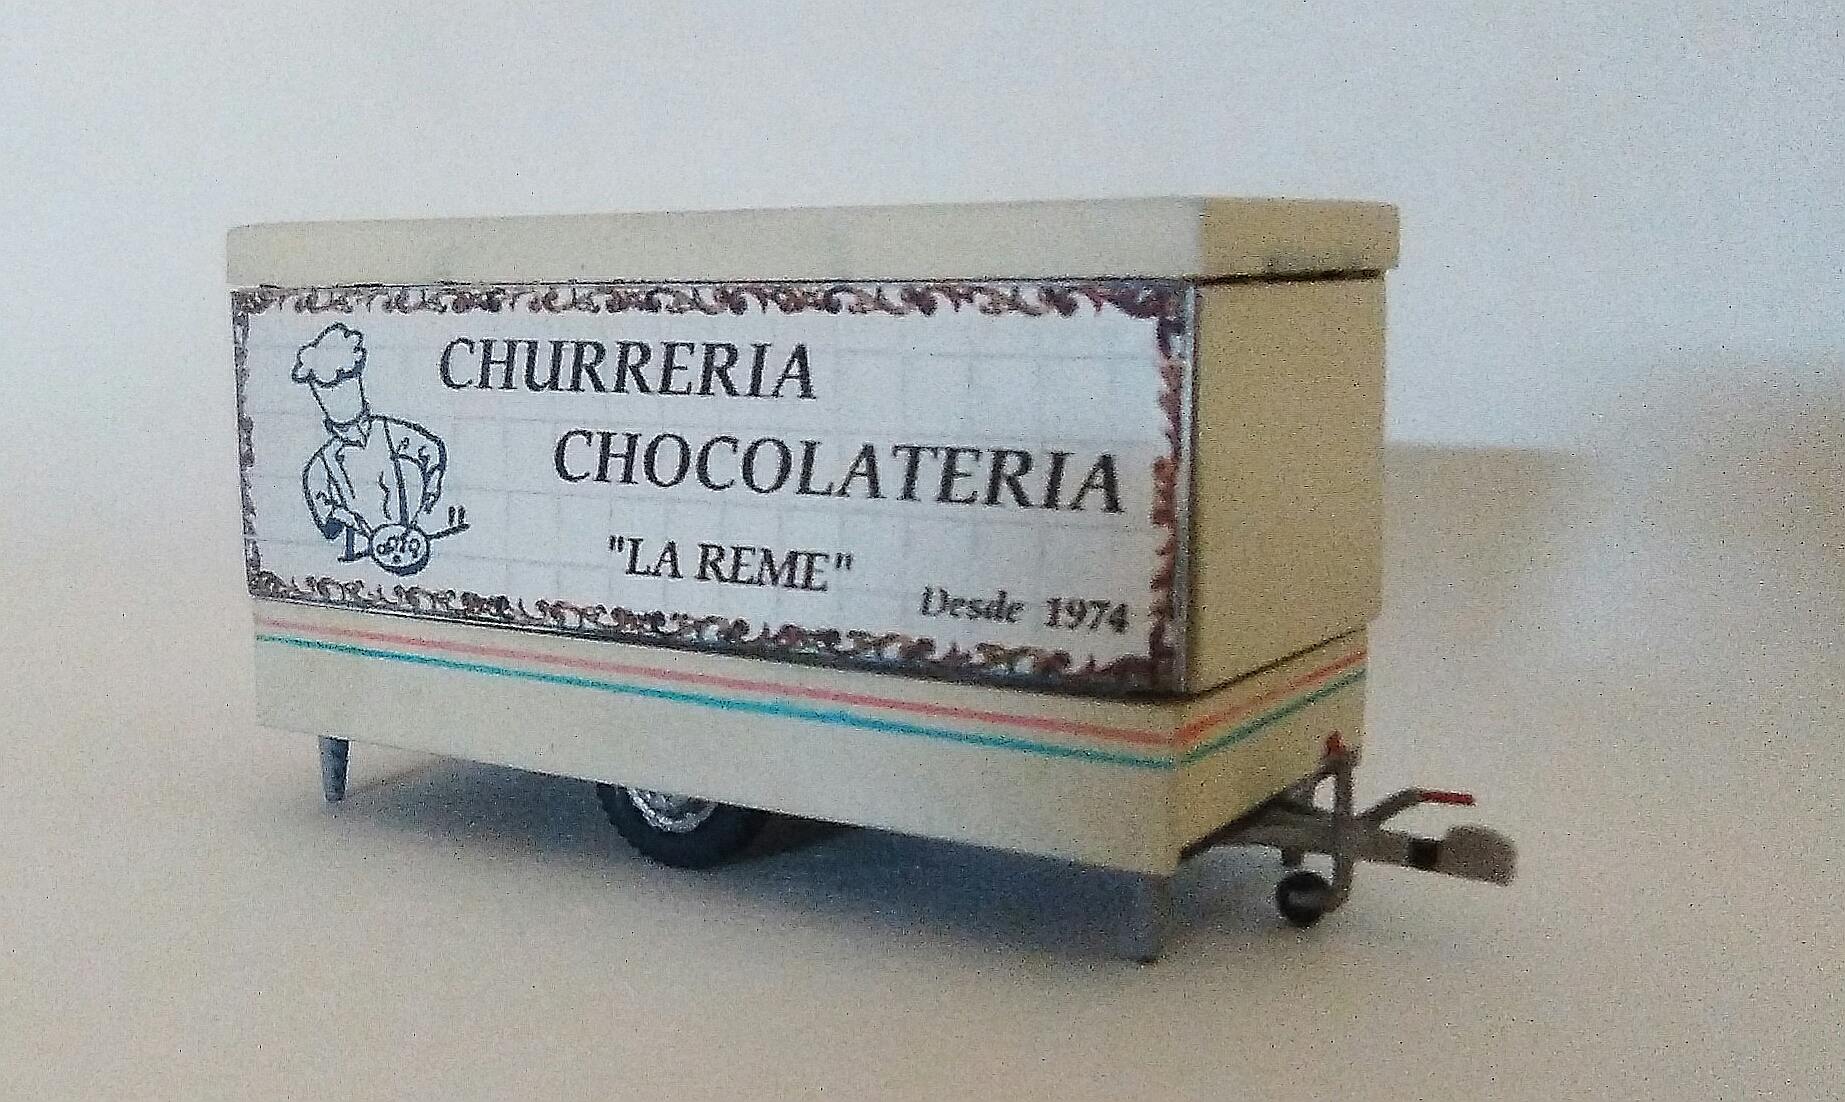 CHURRERIA
CHOCOLATERIA
"LA REME"
Desde 1974